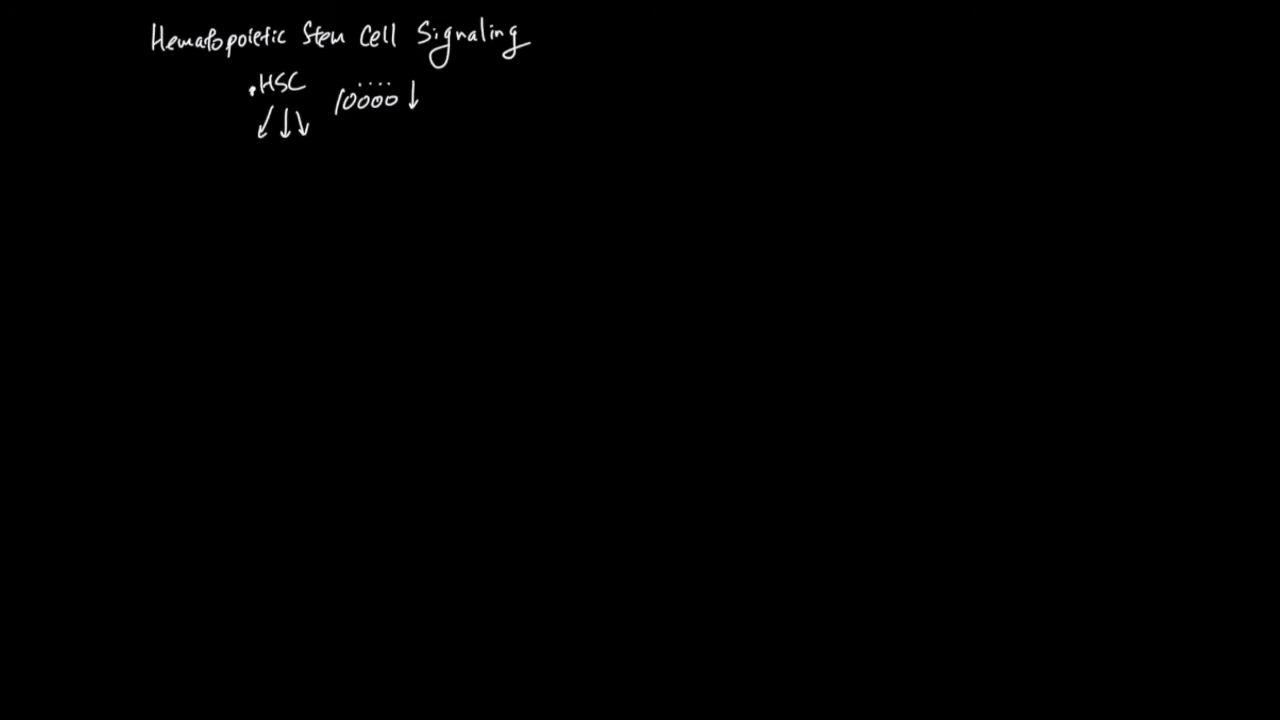 Hematopoietic Stem Cell Signaling
HSC 10000 ↓
↙ ↓ ↘